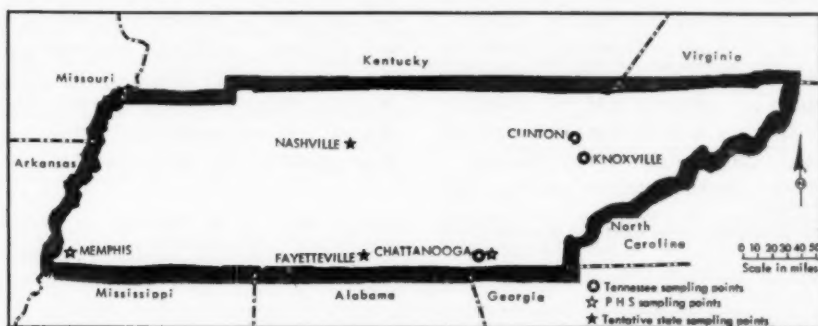 Kentucky
Virginia
Missouri
NASHVILLE
CLINTON
KNOXVILLE
Arkansas
North
Carolina
MEMPHIS
FAYETTEVILLE
CHATTANOOGA
0 10 20 30 40 50
Scale in miles
Mississippi
Alabama
Georgia
Tennessee sampling points
P H S sampling points
Tentative state sampling points